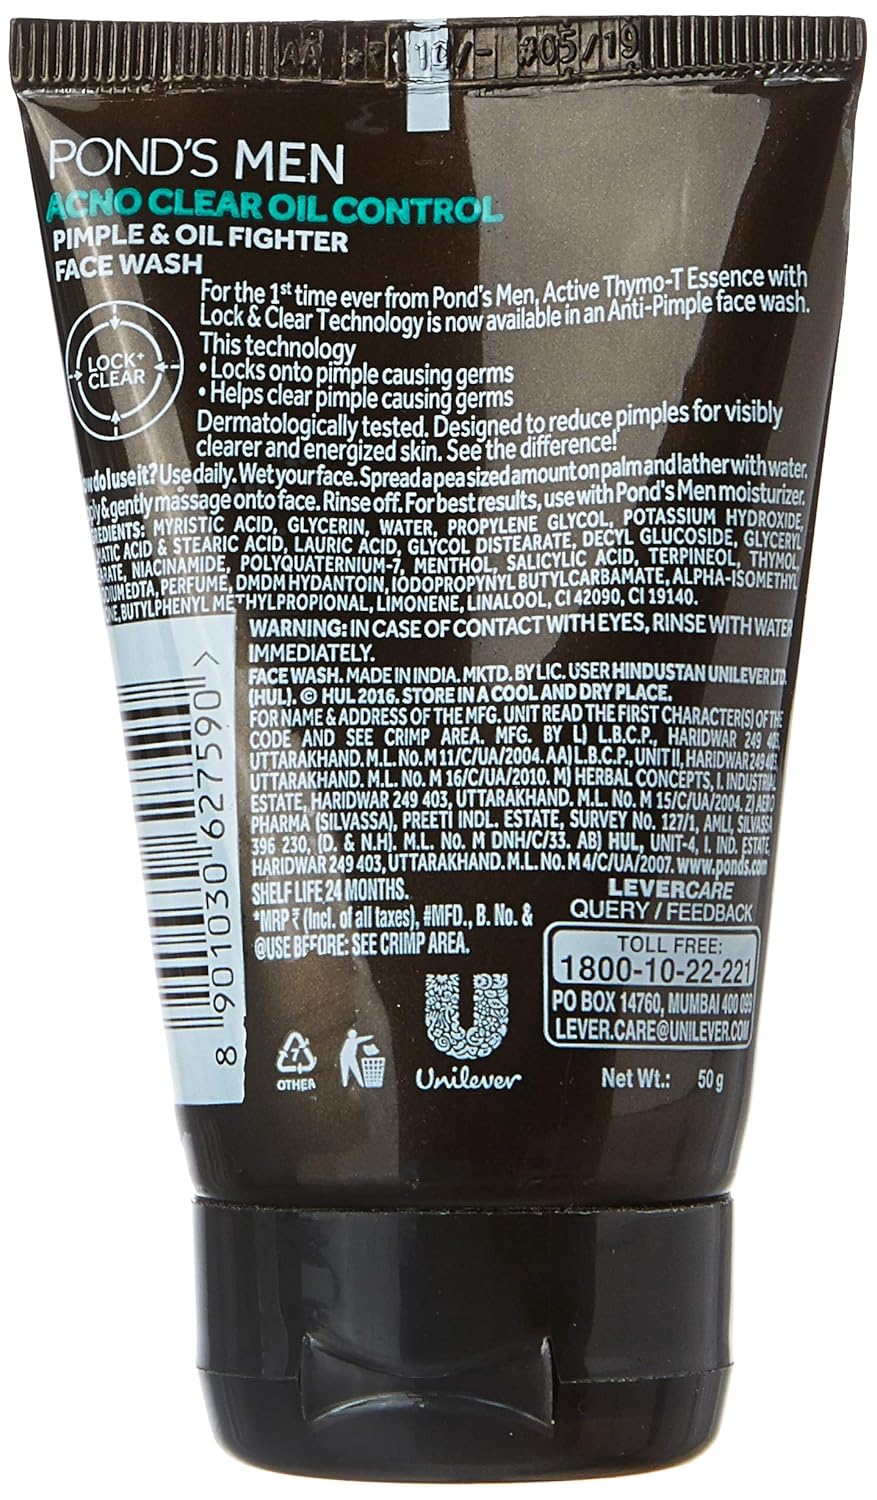 #05/19
POND'S MEN
ACNO CLEAR OIL CONTROL
PIMPLE & OIL FIGHTER
FACE WASH
For the 1st time ever from Pond's Men, Active Thymo-T Essence with
Lock & Clear Technology is now available in an Anti-Pimple face wash.
LOCK+
CLEAR
This technology
• Locks onto pimple causing germs
• Helps clear pimple causing germs
Dermatologically tested. Designed to reduce pimples for visibly
clearer and energized skin. See the difference!
do I use it? Use daily. Wet your face. Spread a pea sized amount on palm and lather with water.
& gently massage onto face. Rinse off. For best results, use with Pond's Men moisturizer.
MYRISTIC ACID, GLYCERIN, WATER, PROPYLENE GLYCOL, POTASSIUM HYDROXIDE,
ACID & STEARIC ACID, LAURIC ACID, GLYCOL DISTEARATE, DECYL GLUCOSIDE, GLYCERYL
NIACINAMIDE, POLYQUATERNIUM-7, MENTHOL, SALICYLIC ACID, TERPINEOL, THYMOL,
PERFUME, DMDM HYDANTOIN, IODOPROPYNYL BUTYLCARBAMATE, ALPHA-ISOMETHYL
BUTYLPHENYL METHYLPROPIONAL, LIMONENE, LINALOOL, CI 42090, CI 19140.
WARNING: IN CASE OF CONTACT WITH EYES, RINSE WITH WATER
IMMEDIATELY.
FACE WASH. MADE IN INDIA. MKTD. BY LIC. USER HINDUSTAN UNILEVER LTD.
(HUL). © HUL 2016. STORE IN A COOL AND DRY PLACE.
FOR NAME & ADDRESS OF THE MFG. UNIT READ THE FIRST CHARACTER(S) OF THE
CODE AND SEE CRIMP AREA. MFG. BY L) L.B.C.P., HARIDWAR 249 403,
UTTARAKHAND. M.L. No. M 11/C/UA/2004. AA) L.B.C.P., UNIT II, HARIDWAR 249 403,
UTTARAKHAND. M.L. No. M 16/C/UA/2010. M) HERBAL CONCEPTS, I. INDUSTRIAL
ESTATE, HARIDWAR 249 403, UTTARAKHAND. M.L. No. M 15/C/UA/2004. Z) AERO
PHARMA (SILVASSA), PREETI INDL. ESTATE, SURVEY No. 127/1, AMLI, SILVASSA
396 230, (D. & N.H). M.L. No. M DNH/C/33. AB) HUL, UNIT-4, I. IND. ESTATE,
HARIDWAR 249 403, UTTARAKHAND. M.L. No. M 4/C/UA/2007. www.ponds.com
SHELF LIFE 24 MONTHS.
*MRP ₹ (Incl. of all taxes), #MFD., B. No. &
@USE BEFORE: SEE CRIMP AREA.
LEVERCARE
QUERY / FEEDBACK
TOLL FREE:
1800-10-22-221
PO BOX 14760, MUMBAI 400 099
LEVER.CARE@UNILEVER.COM
8 901030 627590 >
7
OTHER
Unilever
Net Wt.: 50 g